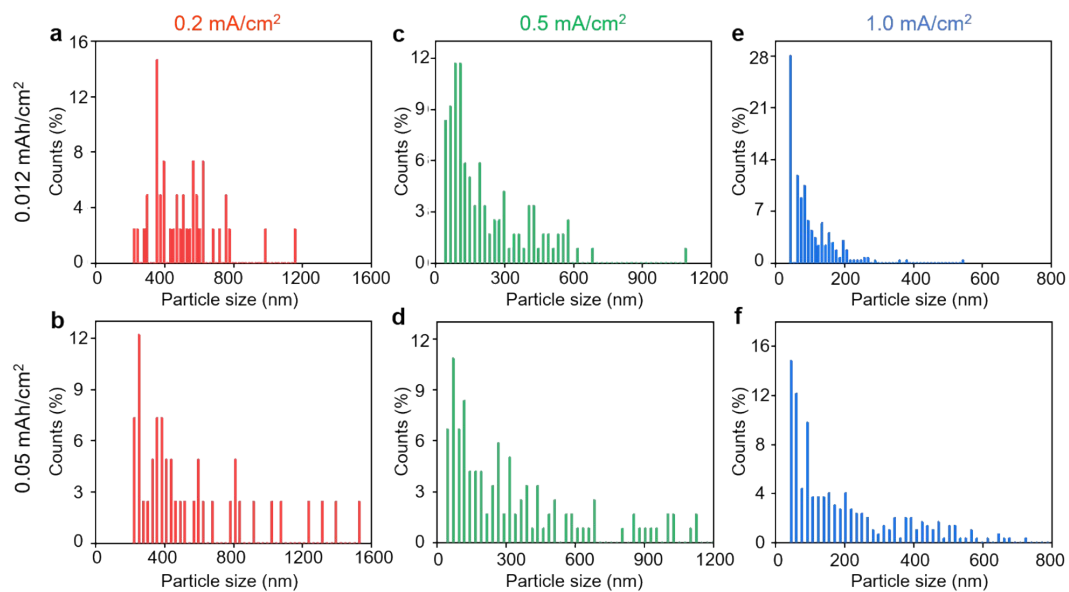 0.2 mA/cm²
0.5 mA/cm²
1.0 mA/cm²
0.012 mAh/cm²
0.05 mAh/cm²
a
Counts (%)
16
12
8
4
0
0 400 800 1200 1600
Particle size (nm)
c
Counts (%)
12
9
6
3
0
0 300 600 900 1200
Particle size (nm)
e
Counts (%)
28
21
14
7
0
0 200 400 600 800
Particle size (nm)
b
Counts (%)
12
9
6
3
0
0 400 800 1200 1600
Particle size (nm)
d
Counts (%)
12
9
6
3
0
0 300 600 900 1200
Particle size (nm)
f
Counts (%)
16
12
8
4
0
0 200 400 600 800
Particle size (nm)